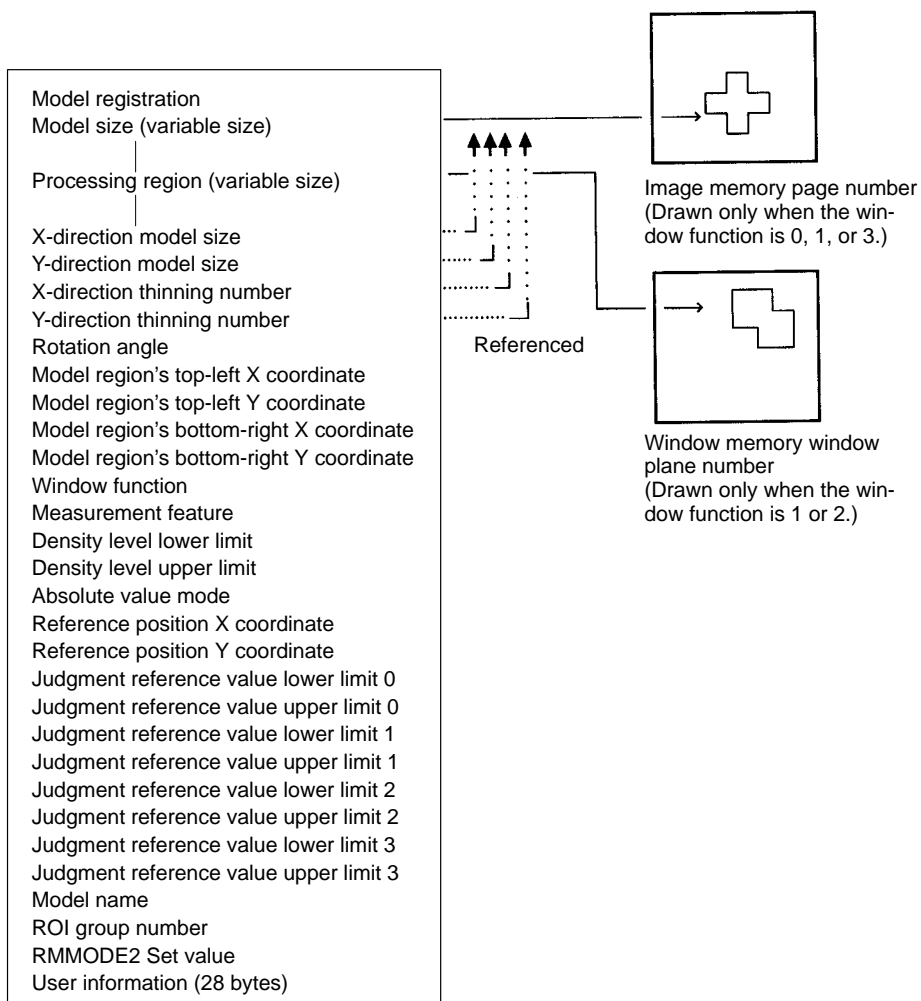 Model registration
Model size (variable size)
Processing region (variable size)
X-direction model size
Y-direction model size
X-direction thinning number
Y-direction thinning number
Rotation angle
Model region's top-left X coordinate
Model region's top-left Y coordinate
Model region's bottom-right X coordinate
Model region's bottom-right Y coordinate
Window function
Measurement feature
Density level lower limit
Density level upper limit
Absolute value mode
Reference position X coordinate
Reference position Y coordinate
Judgment reference value lower limit 0
Judgment reference value upper limit 0
Judgment reference value lower limit 1
Judgment reference value upper limit 1
Judgment reference value lower limit 2
Judgment reference value upper limit 2
Judgment reference value lower limit 3
Judgment reference value upper limit 3
Model name
ROI group number
RMMODE2 Set value
User information (28 bytes)
Referenced
Image memory page number
(Drawn only when the win-
dow function is 0, 1, or 3.)
Window memory window
plane number
(Drawn only when the win-
dow function is 1 or 2.)